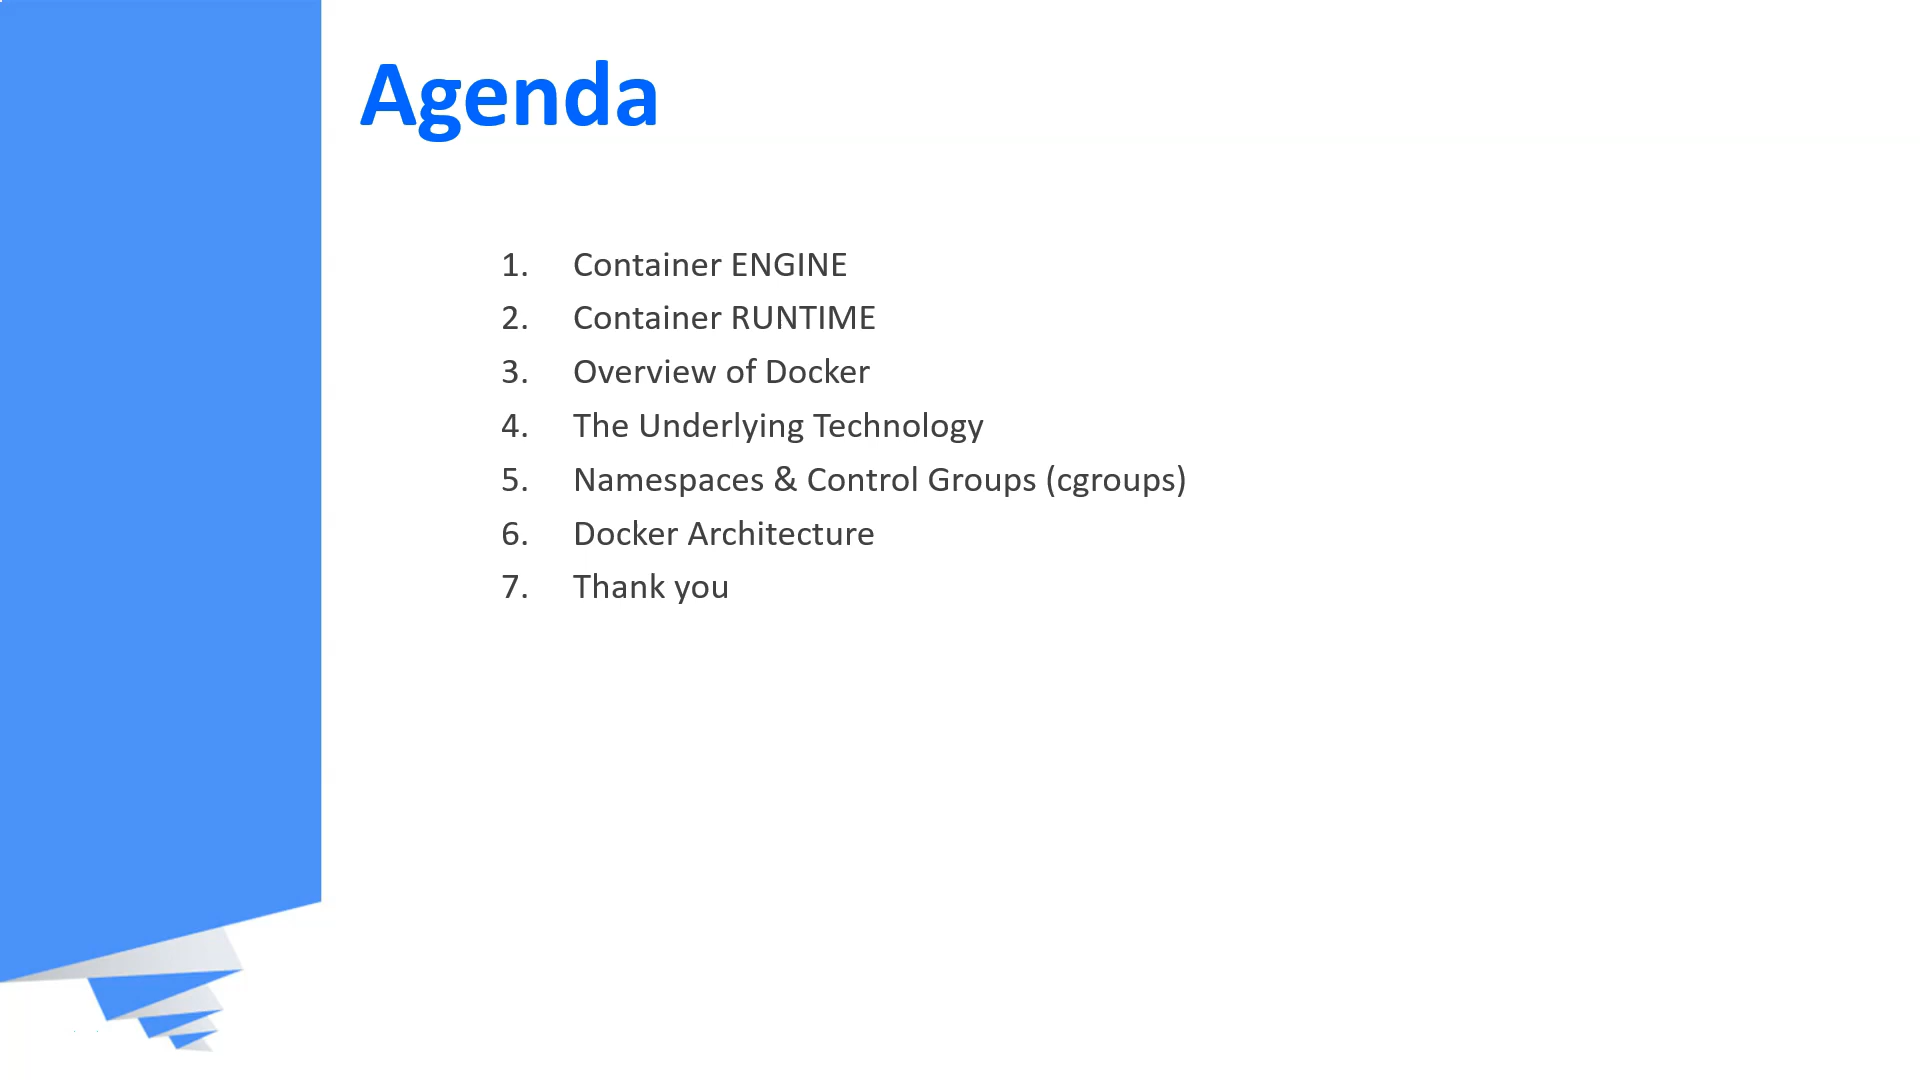 Agenda
1. Container ENGINE
2. Container RUNTIME
3. Overview of Docker
4. The Underlying Technology
5. Namespaces & Control Groups (cgroups)
6. Docker Architecture
7. Thank you